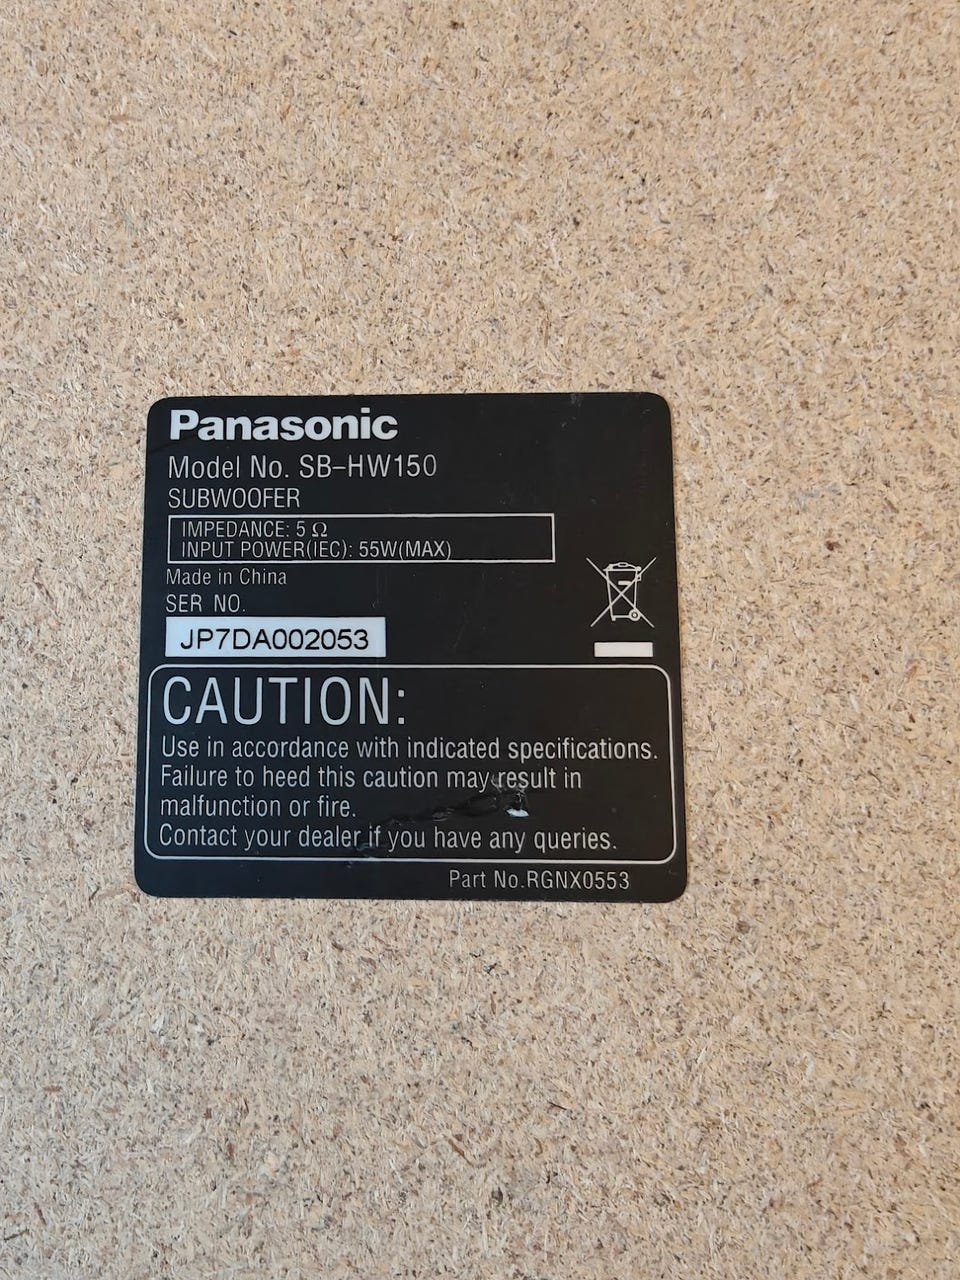 Panasonic
Model No. SB-HW150
SUBWOOFER
IMPEDANCE: 5 Ω
INPUT POWER(IEC): 55W(MAX)
Made in China
SER NO.
JP7DA002053
CAUTION:
Use in accordance with indicated specifications.
Failure to heed this caution may result in
malfunction or fire.
Contact your dealer if you have any queries.
Part No.RGNX0553